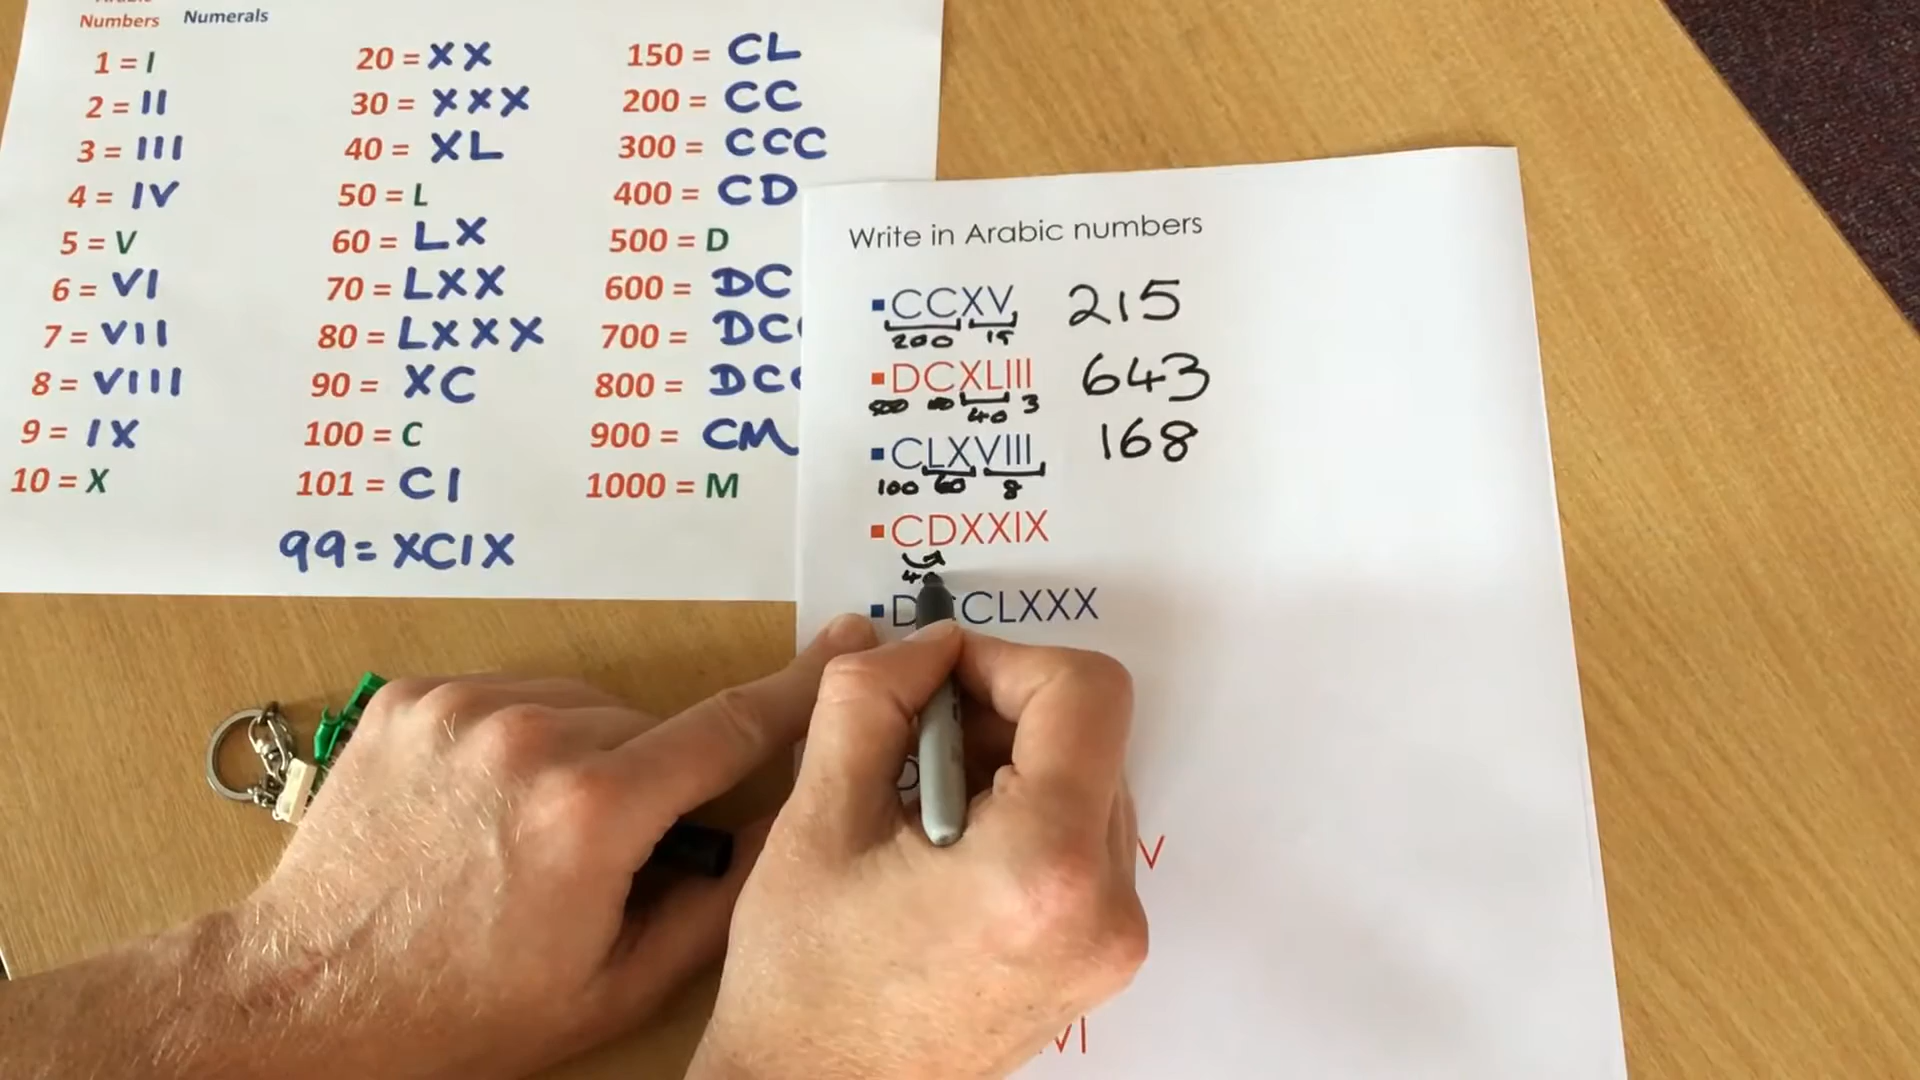 Numbers Numerals
1 = I
2 = II
3 = III
4 = IV
5 = V
6 = VI
7 = VII
8 = VIII
9 = IX
10 = X
20 = XX
30 = XXX
40 = XL
50 = L
60 = LX
70 = LXX
80 = LXXX
90 = XC
100 = C
101 = CI
99 = XCIX
150 = CL
200 = CC
300 = CCC
400 = CD
500 = D
600 = DC
700 =
800 =
900 = CM
1000 = M
Write in Arabic numbers
▪CCXV 215
200 15
▪DCXLIII 643
500 100 40 3
▪CLXVIII 168
100 60 8
▪CDXXIX